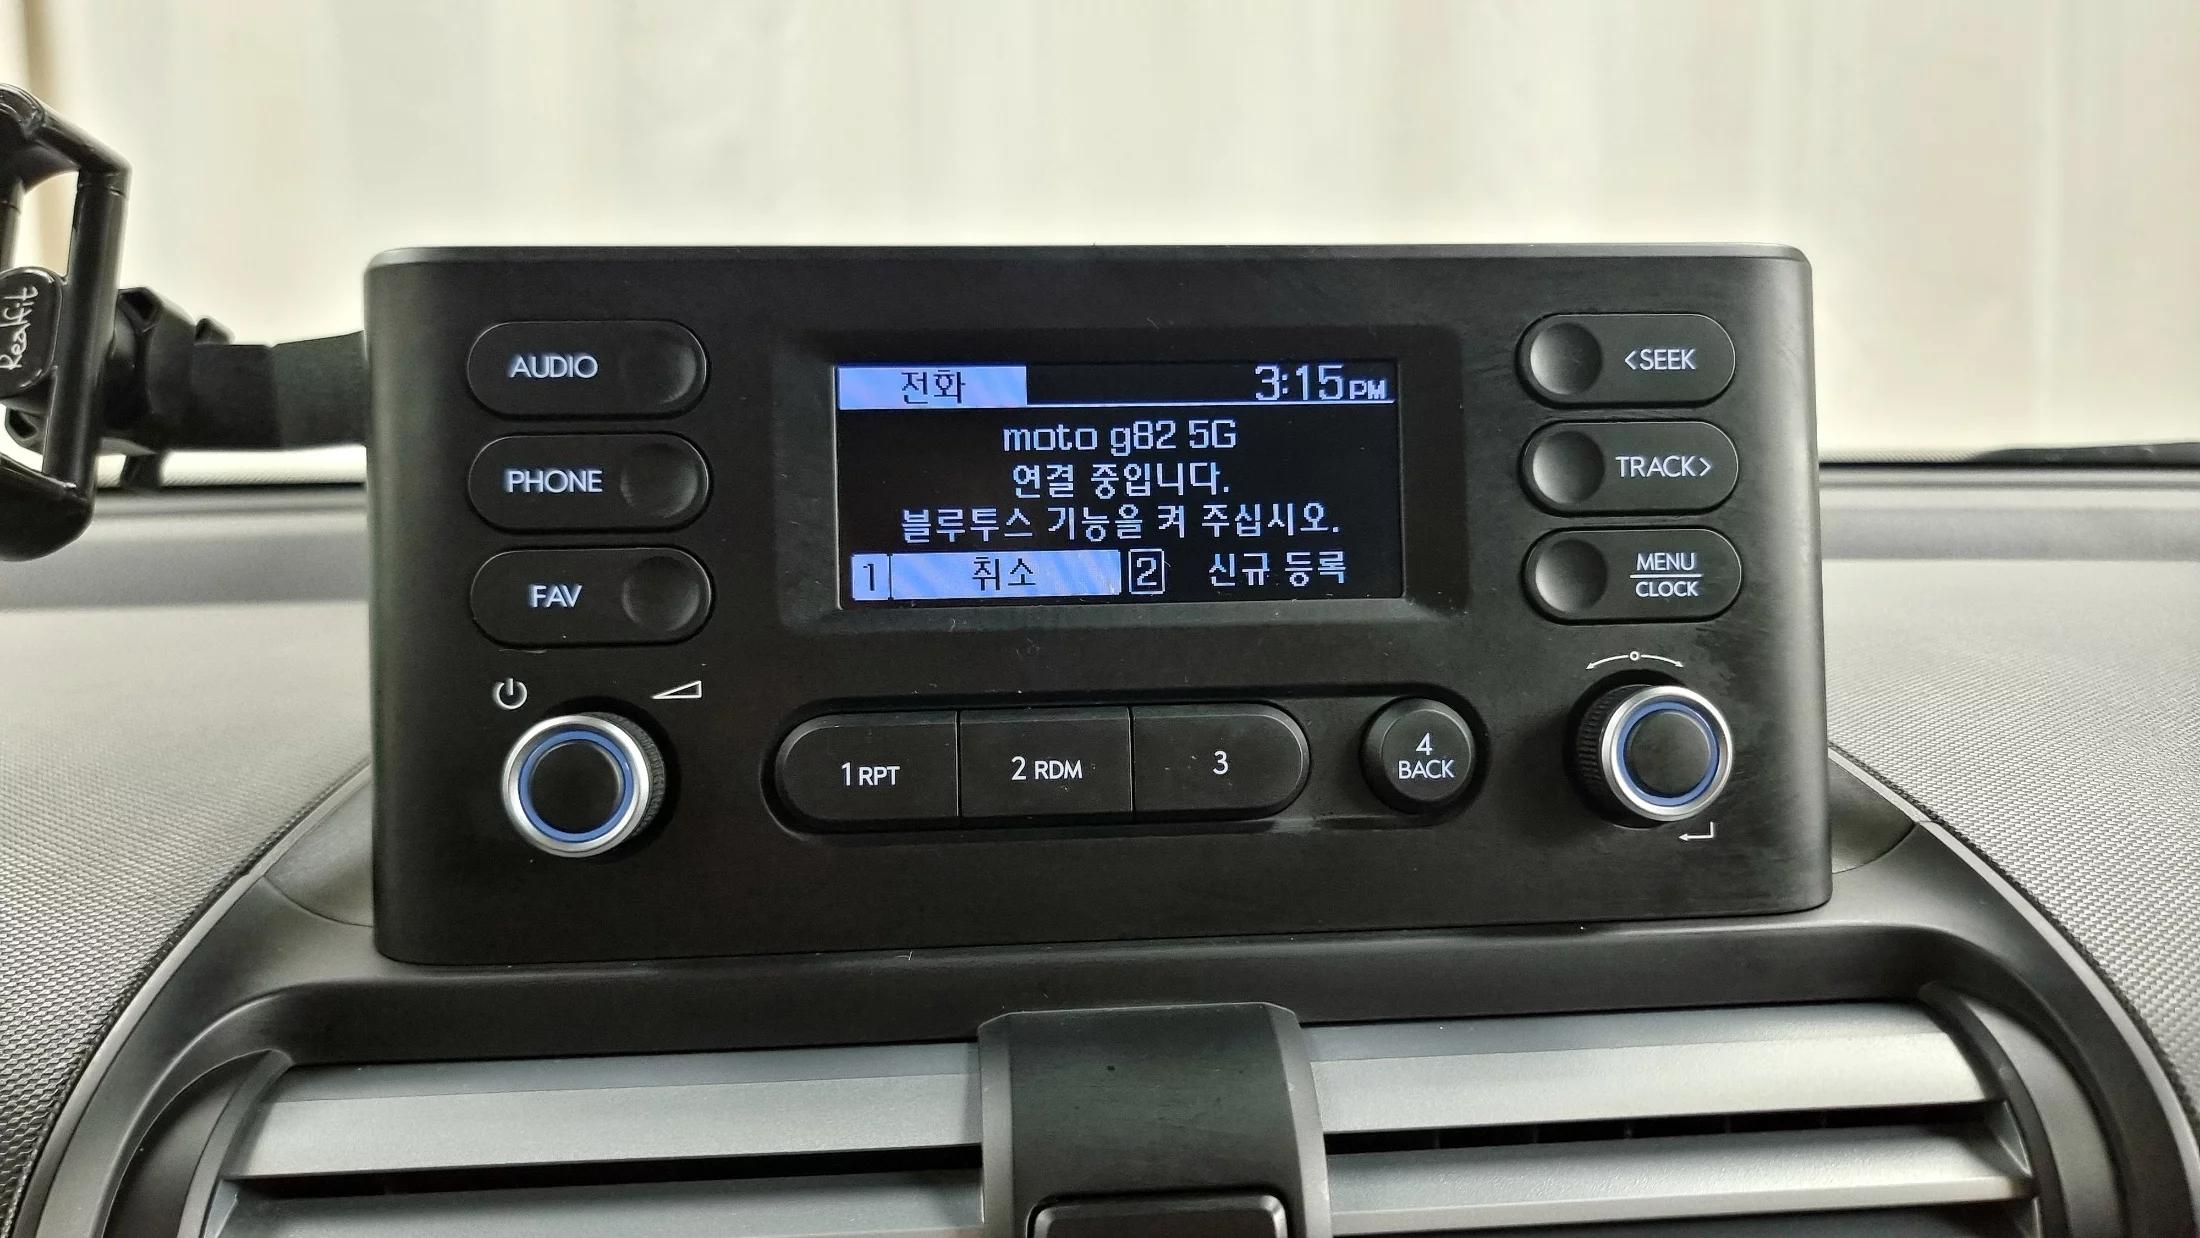 Realfit
AUDIO
PHONE
FAV
전화 3:15PM
moto g82 5G
연결 중입니다.
블루투스 기능을 켜 주십시오.
1 취소 2 신규 등록
<SEEK
TRACK>
MENU
CLOCK
1 RPT 2 RDM 3 4
BACK